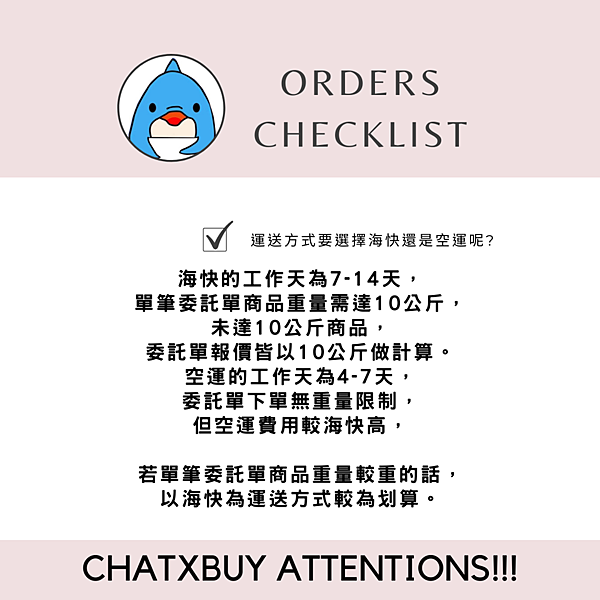 ORDERS
CHECKLIST
運送方式要選擇海快還是空運呢?
海快的工作天為7-14天，
單筆委託單商品重量需達10公斤，
未達10公斤商品，
委託單報價皆以10公斤做計算。
空運的工作天為4-7天，
委託單下單無重量限制，
但空運費用較海快高，
若單筆委託單商品重量較重的話，
以海快為運送方式較為划算。
CHATXBUY ATTENTIONS!!!